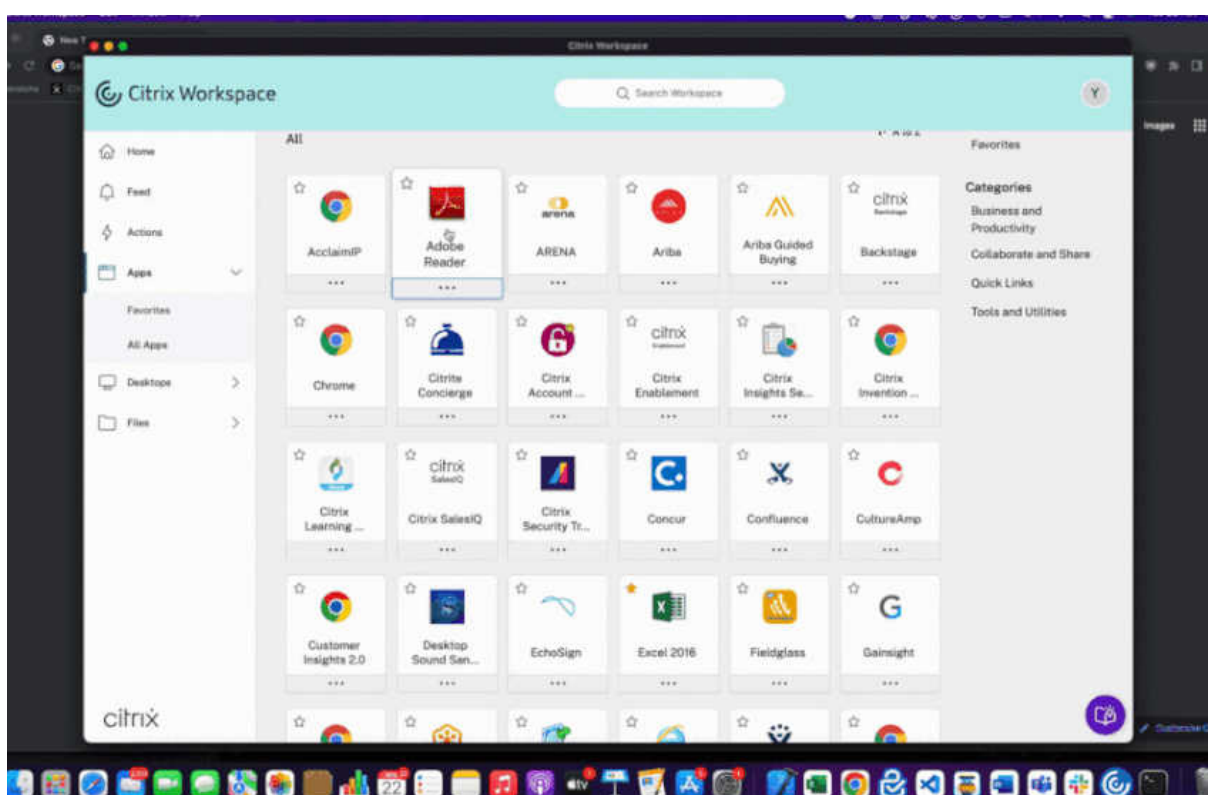 Citrix Workspace
Citrix Workspace
Search Workspace
Y
Images
Home
Feed
Actions
Apps
Favorites
All Apps
Desktops
Files
citrix
All
AcclaimIP
Adobe
Reader
arena
ARENA
Ariba
Ariba Guided
Buying
citrix
Backstage
Backstage
Chrome
Citrite
Concierge
Citrix
Account ...
citrix
Citrix
Enablement
Citrix
Insights Se...
Citrix
Invention ...
Citrix
Learning ...
citrix
SalesIQ
Citrix SalesIQ
Citrix
Security Tr...
Concur
Confluence
CultureAmp
Customer
Insights 2.0
Desktop
Sound San...
EchoSign
Excel 2016
Fieldglass
G
Gainsight
Favorites
Categories
Business and
Productivity
Collaborate and Share
Quick Links
Tools and Utilities
22
tv